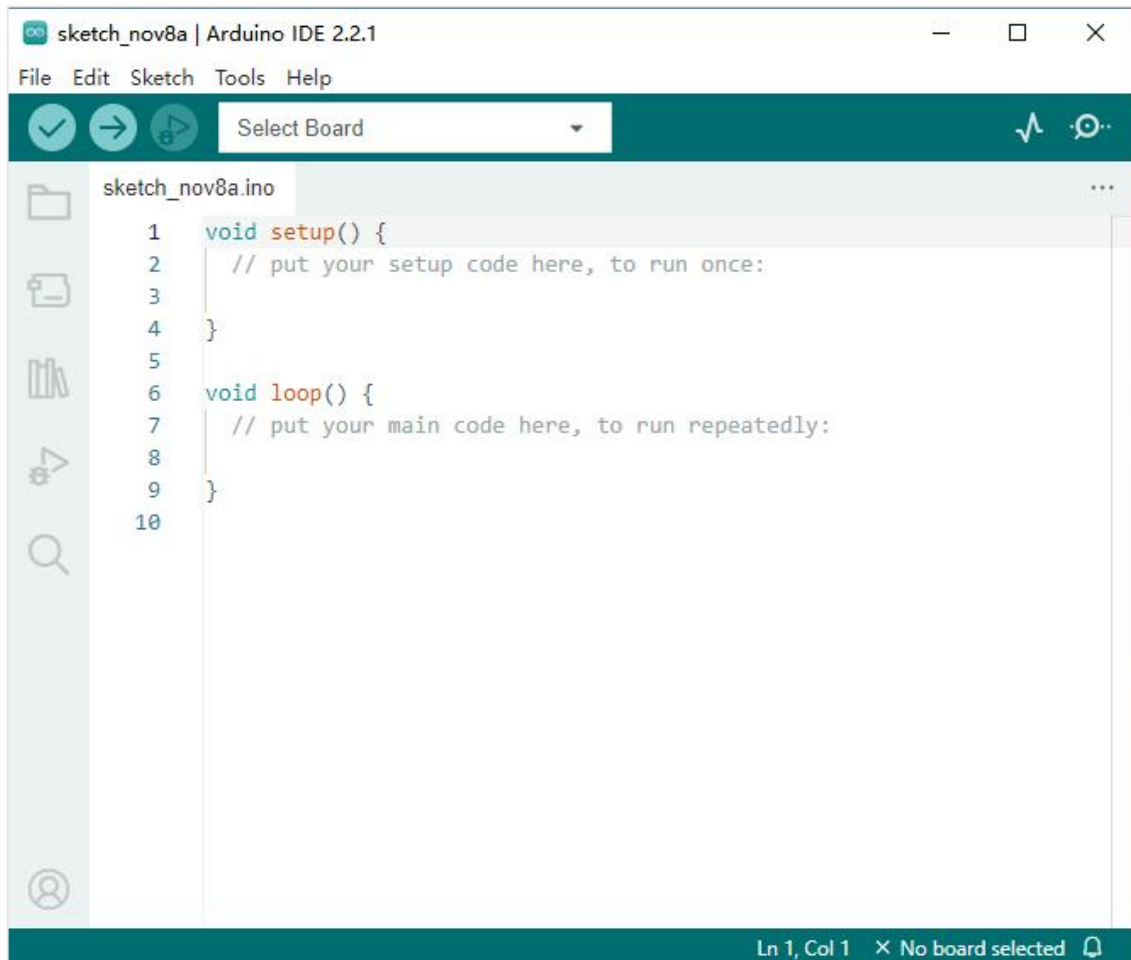 sketch_nov8a | Arduino IDE 2.2.1
File Edit Sketch Tools Help
Select Board
sketch_nov8a.ino
1 void setup() {
2 // put your setup code here, to run once:
3
4 }
5
6 void loop() {
7 // put your main code here, to run repeatedly:
8
9 }
10
Ln 1, Col 1 × No board selected